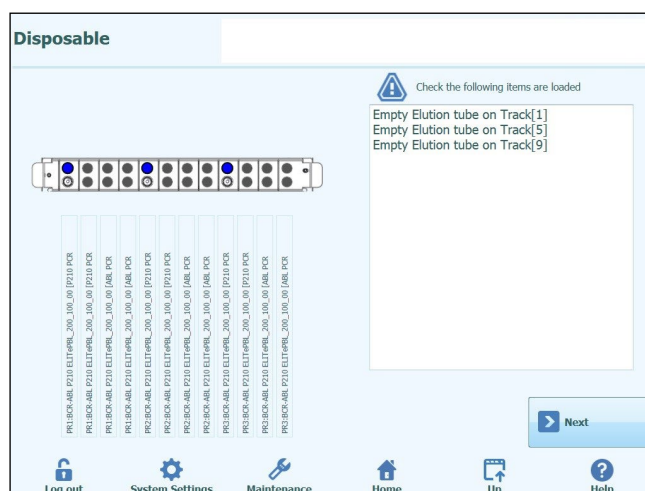 Disposable
Check the following items are loaded
Empty Elution tube on Track[1]
Empty Elution tube on Track[5]
Empty Elution tube on Track[9]
PR1:BCR-ABL P210 ELITePBL_200_100_00 [P210 PCR
PR1:BCR-ABL P210 ELITePBL_200_100_00 [P210 PCR
PR1:BCR-ABL P210 ELITePBL_200_100_00 [ABL PCR
PR1:BCR-ABL P210 ELITePBL_200_100_00 [ABL PCR
PR2:BCR-ABL P210 ELITePBL_200_100_00 [P210 PCR
PR2:BCR-ABL P210 ELITePBL_200_100_00 [P210 PCR
PR2:BCR-ABL P210 ELITePBL_200_100_00 [ABL PCR
PR2:BCR-ABL P210 ELITePBL_200_100_00 [ABL PCR
PR3:BCR-ABL P210 ELITePBL_200_100_00 [P210 PCR
PR3:BCR-ABL P210 ELITePBL_200_100_00 [P210 PCR
PR3:BCR-ABL P210 ELITePBL_200_100_00 [ABL PCR
PR3:BCR-ABL P210 ELITePBL_200_100_00 [ABL PCR
Next
Log out
System Settings
Maintenance
Home
Up
Help